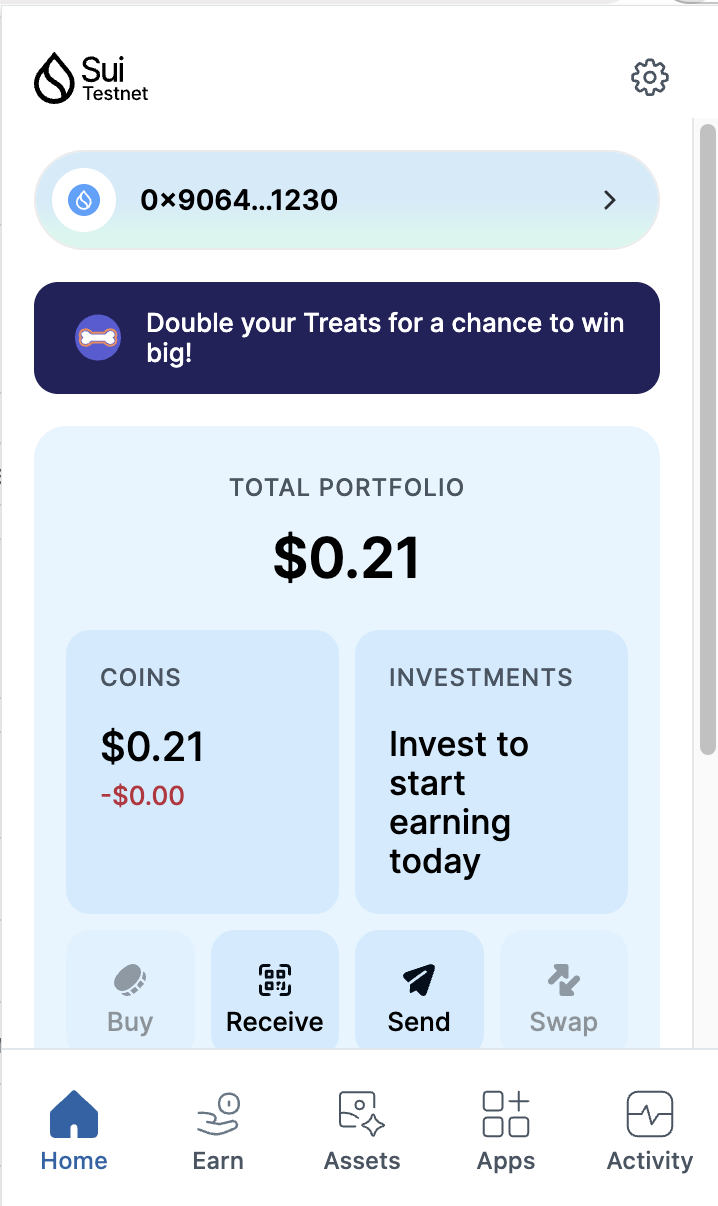 Sui
Testnet
0×9064...1230
Double your Treats for a chance to win
big!
TOTAL PORTFOLIO
$0.21
COINS
$0.21
-$0.00
INVESTMENTS
Invest to
start
earning
today
Buy
Receive
Send
Swap
Home
Earn
Assets
Apps
Activity